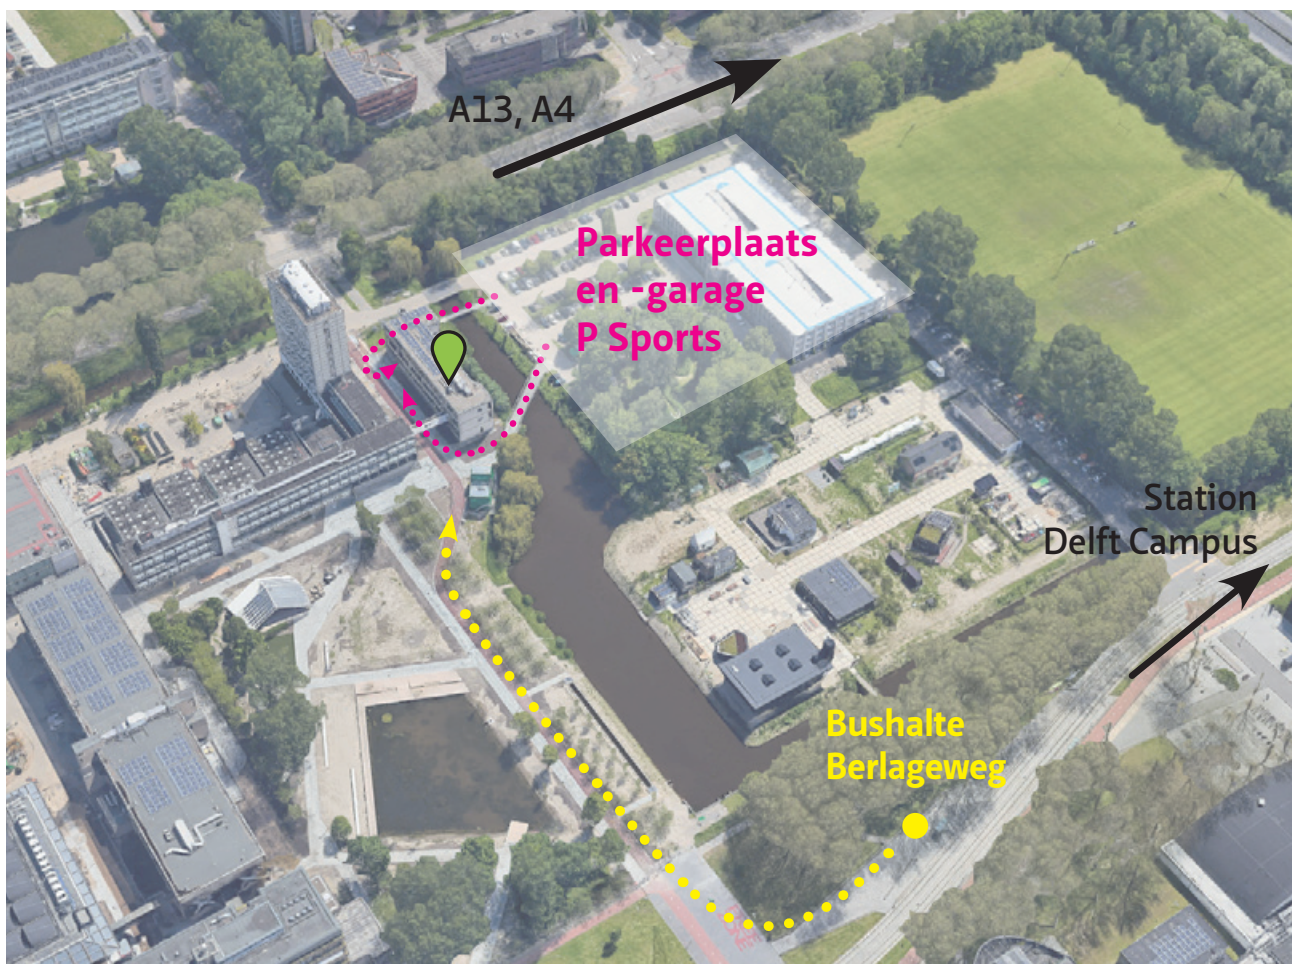 A13, A4
Parkeerplaats
en -garage
P Sports
Station
Delft Campus
Bushalte
Berlageweg